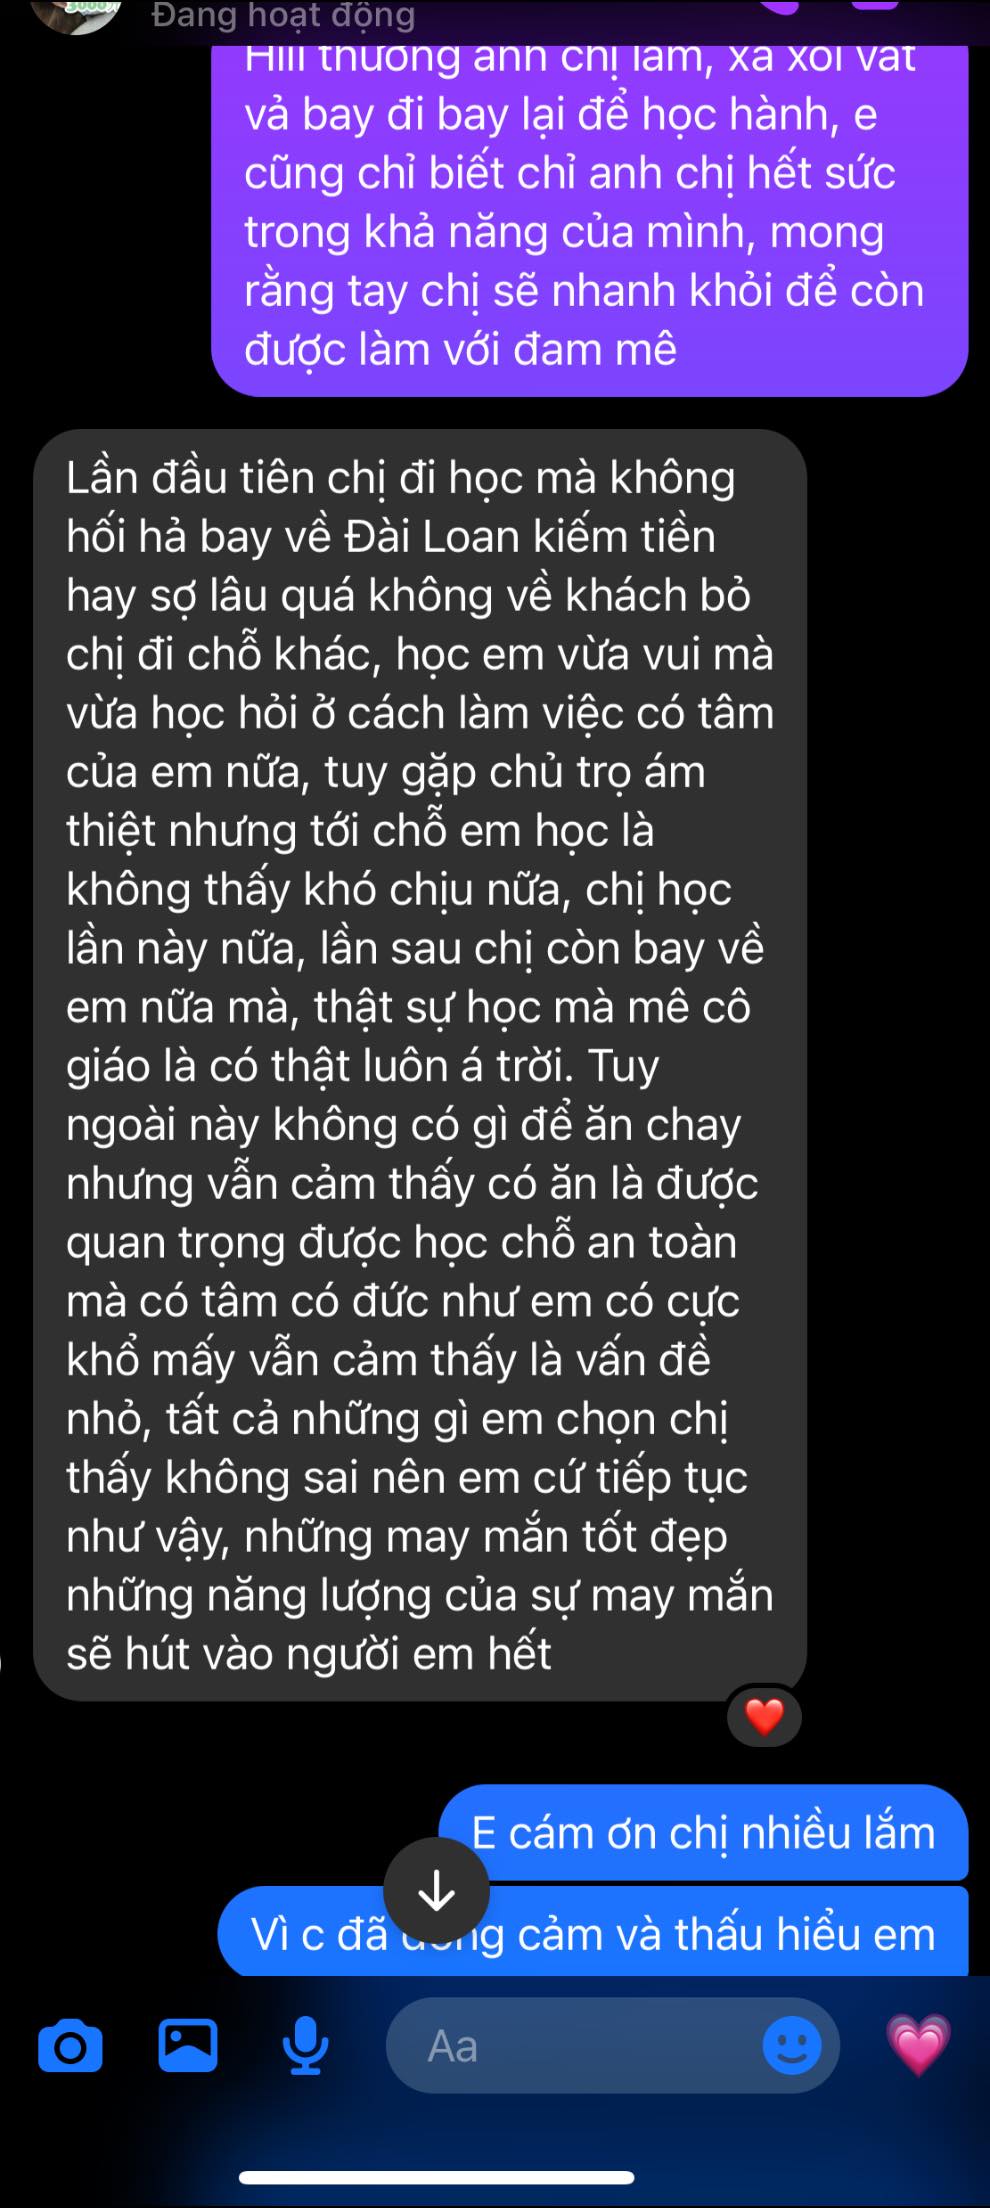 Đang hoạt động
Hiii thương anh chị lắm, xa xôi vất
vả bay đi bay lại để học hành, e
cũng chỉ biết chỉ anh chị hết sức
trong khả năng của mình, mong
rằng tay chị sẽ nhanh khỏi để còn
được làm với đam mê
Lần đầu tiên chị đi học mà không
hối hả bay về Đài Loan kiếm tiền
hay sợ lâu quá không về khách bỏ
chị đi chỗ khác, học em vừa vui mà
vừa học hỏi ở cách làm việc có tâm
của em nữa, tuy gặp chủ trọ ám
thiệt nhưng tới chỗ em học là
không thấy khó chịu nữa, chị học
lần này nữa, lần sau chị còn bay về
em nữa mà, thật sự học mà mê cô
giáo là có thật luôn á trời. Tuy
ngoài này không có gì để ăn chay
nhưng vẫn cảm thấy có ăn là được
quan trọng được học chỗ an toàn
mà có tâm có đức như em có cực
khổ mấy vẫn cảm thấy là vấn đề
nhỏ, tất cả những gì em chọn chị
thấy không sai nên em cứ tiếp tục
như vậy, những may mắn tốt đẹp
những năng lượng của sự may mắn
sẽ hút vào người em hết
E cám ơn chị nhiều lắm
Vì c đã đồng cảm và thấu hiểu em
Aa